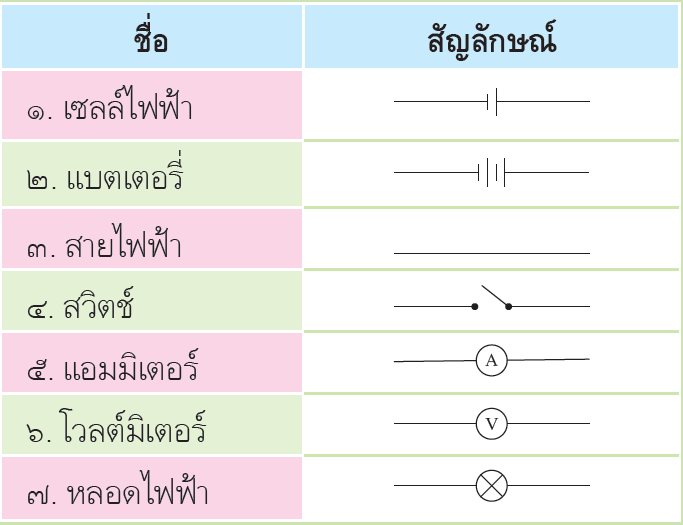 ชื่อ สัญลักษณ์
๑. เซลล์ไฟฟ้า
๒. แบตเตอรี่
๓. สายไฟฟ้า
๔. สวิตช์
๕. แอมมิเตอร์ A
๖. โวลต์มิเตอร์ V
๗. หลอดไฟฟ้า